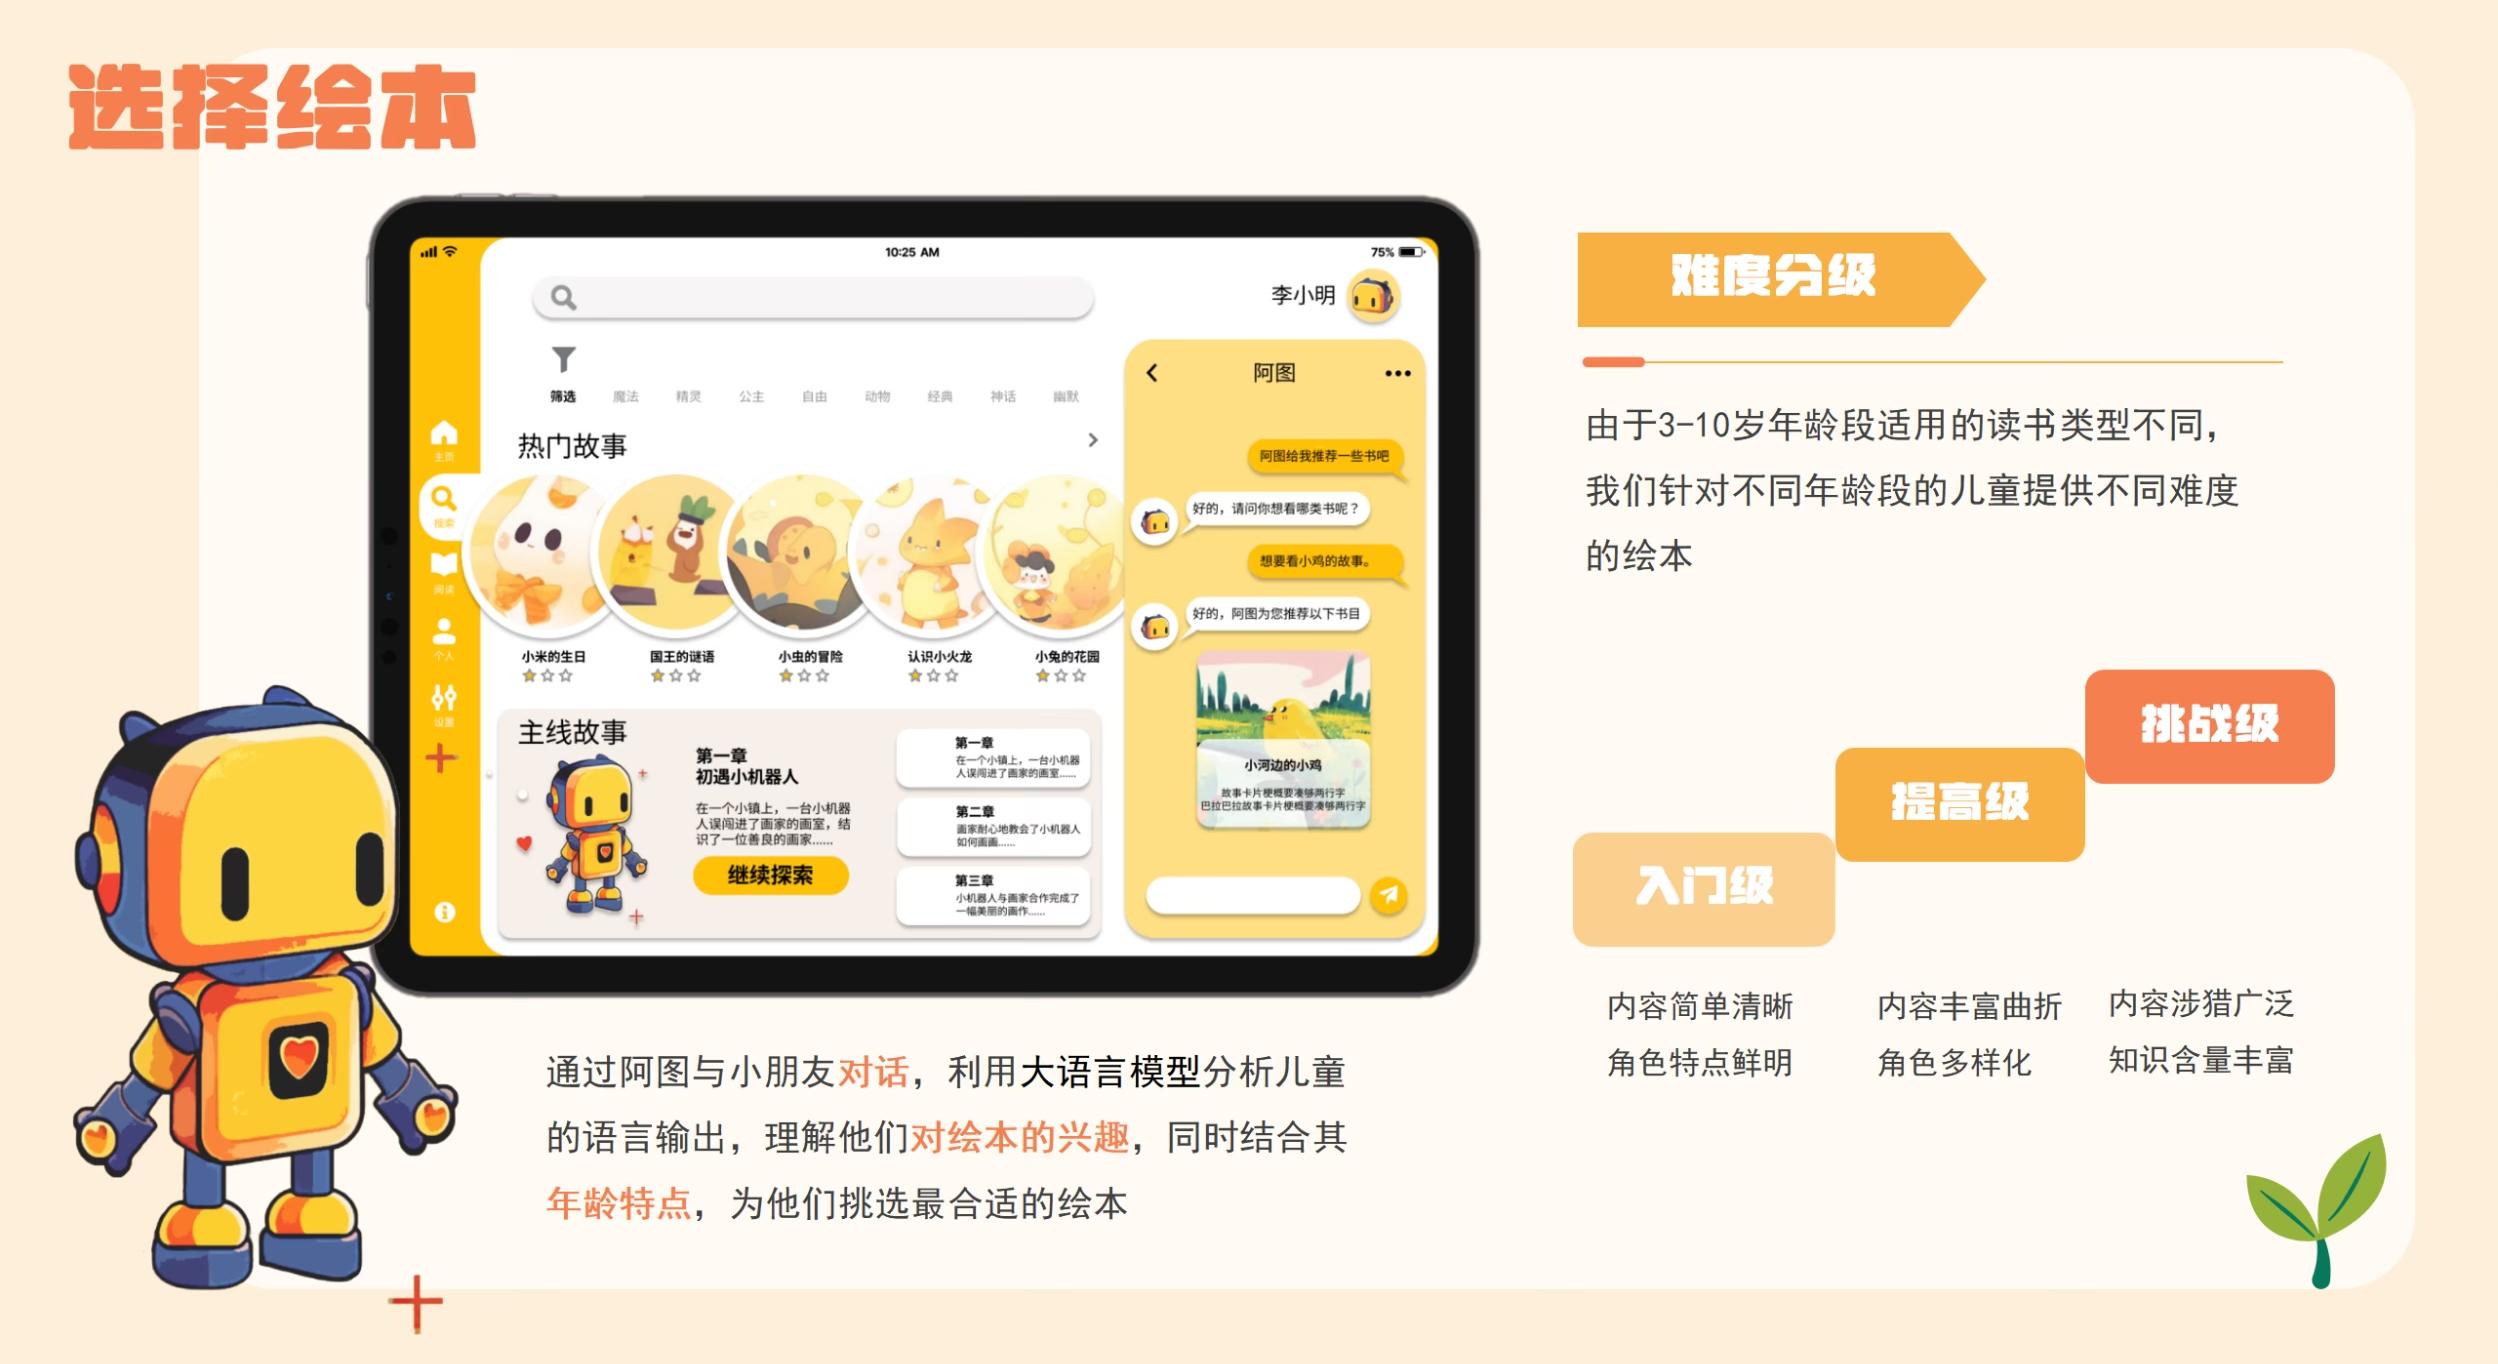 选择绘本
10:25 AM
75%
李小明
筛选 魔法 精灵 公主 自由 动物 经典 神话 幽默
热门故事
主页
搜索
阅读
个人
设置
小米的生日
国王的谜语
小虫的冒险
认识小火龙
小兔的花园
主线故事
第一章
初遇小机器人
在一个小镇上，一台小机器
人误闯进了画家的画室，结
识了一位善良的画家......
继续探索
第一章
在一个小镇上，一台小机器
人误闯进了画家的画室......
第二章
画家耐心地教会了小机器人
如何画画......
第三章
小机器人与画家合作完成了
一幅美丽的画作......
阿图
阿图给我推荐一些书吧
好的，请问你想看哪类书呢？
想要看小鸡的故事。
好的，阿图为您推荐以下书目
小河边的小鸡
故事卡片梗概要凑够两行字
巴拉巴拉故事卡片梗概要凑够两行字
通过阿图与小朋友对话，利用大语言模型分析儿童
的语言输出，理解他们对绘本的兴趣，同时结合其
年龄特点，为他们挑选最合适的绘本
难度分级
由于3-10岁年龄段适用的读书类型不同，
我们针对不同年龄段的儿童提供不同难度
的绘本
入门级
提高级
挑战级
内容简单清晰
角色特点鲜明
内容丰富曲折
角色多样化
内容涉猎广泛
知识含量丰富